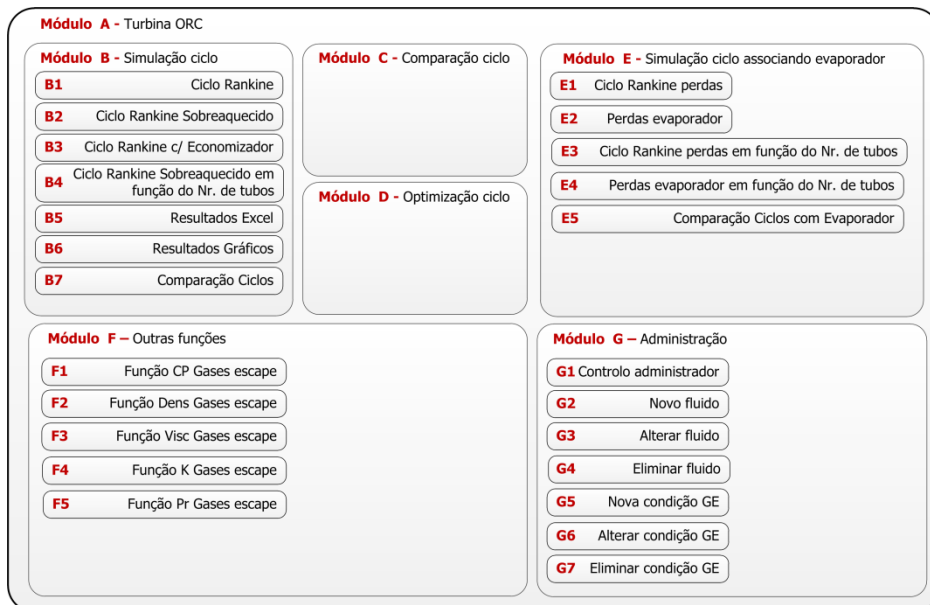 Módulo A - Turbina ORC
Módulo B - Simulação ciclo
B1 Ciclo Rankine
B2 Ciclo Rankine Sobreaquecido
B3 Ciclo Rankine c/ Economizador
B4 Ciclo Rankine Sobreaquecido em
função do Nr. de tubos
B5 Resultados Excel
B6 Resultados Gráficos
B7 Comparação Ciclos
Módulo C - Comparação ciclo
Módulo D - Optimização ciclo
Módulo E - Simulação ciclo associando evaporador
E1 Ciclo Rankine perdas
E2 Perdas evaporador
E3 Ciclo Rankine perdas em função do Nr. de tubos
E4 Perdas evaporador em função do Nr. de tubos
E5 Comparação Ciclos com Evaporador
Módulo F – Outras funções
F1 Função CP Gases escape
F2 Função Dens Gases escape
F3 Função Visc Gases escape
F4 Função K Gases escape
F5 Função Pr Gases escape
Módulo G – Administração
G1 Controlo administrador
G2 Novo fluido
G3 Alterar fluido
G4 Eliminar fluido
G5 Nova condição GE
G6 Alterar condição GE
G7 Eliminar condição GE